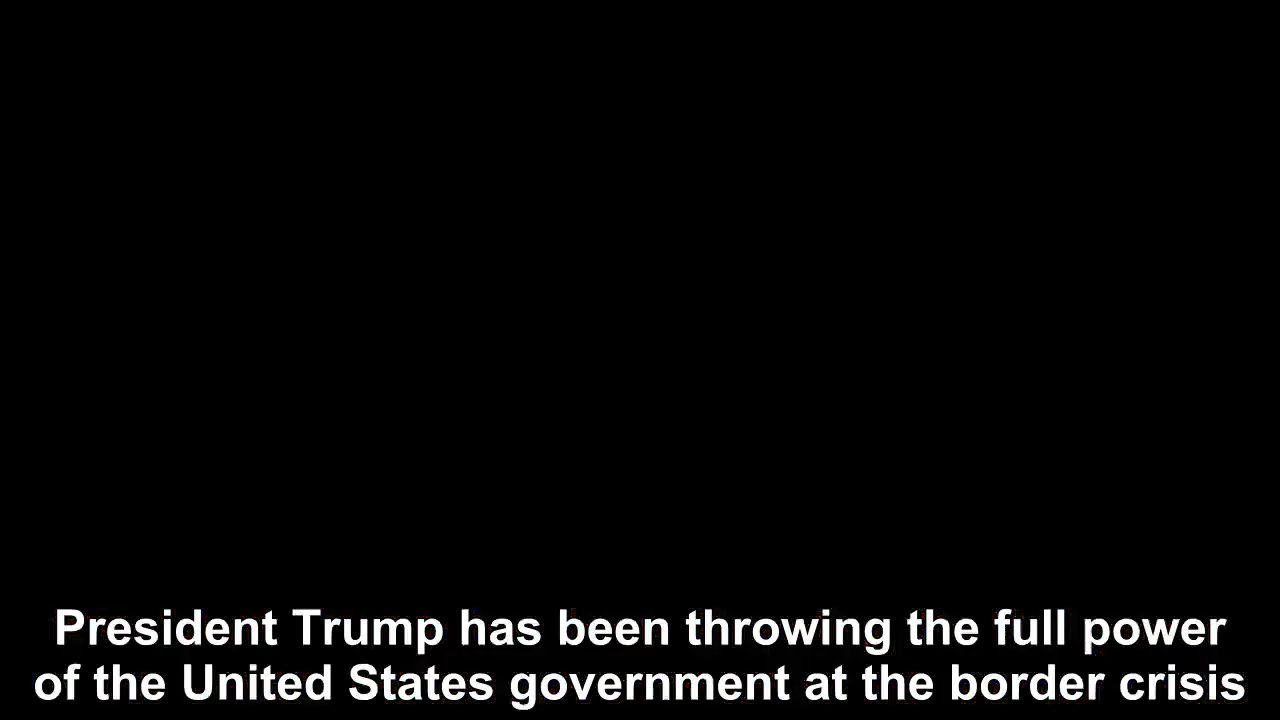 President Trump has been throwing the full power
of the United States government at the border crisis